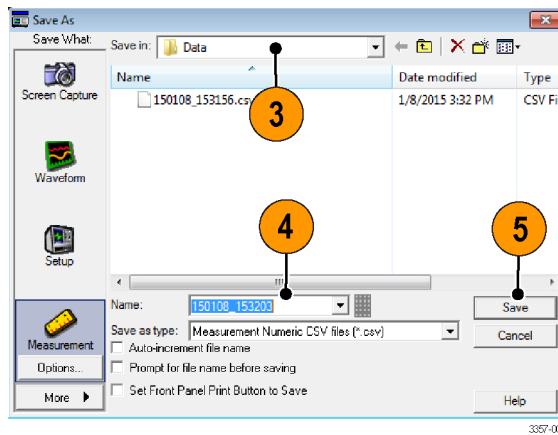 Save As
Save What:
Save in:
Data
Name
Date modified
Type
150108_153156.csv
1/8/2015 3:32 PM
CSV Fi
3
Screen Capture
Waveform
Setup
4
5
Name:
150108_153203
Save
Save as type:
Measurement Numeric CSV files (*.csv)
Cancel
Measurement
Auto-increment file name
Options...
Prompt for file name before saving
Set Front Panel Print Button to Save
More
Help
3357-0